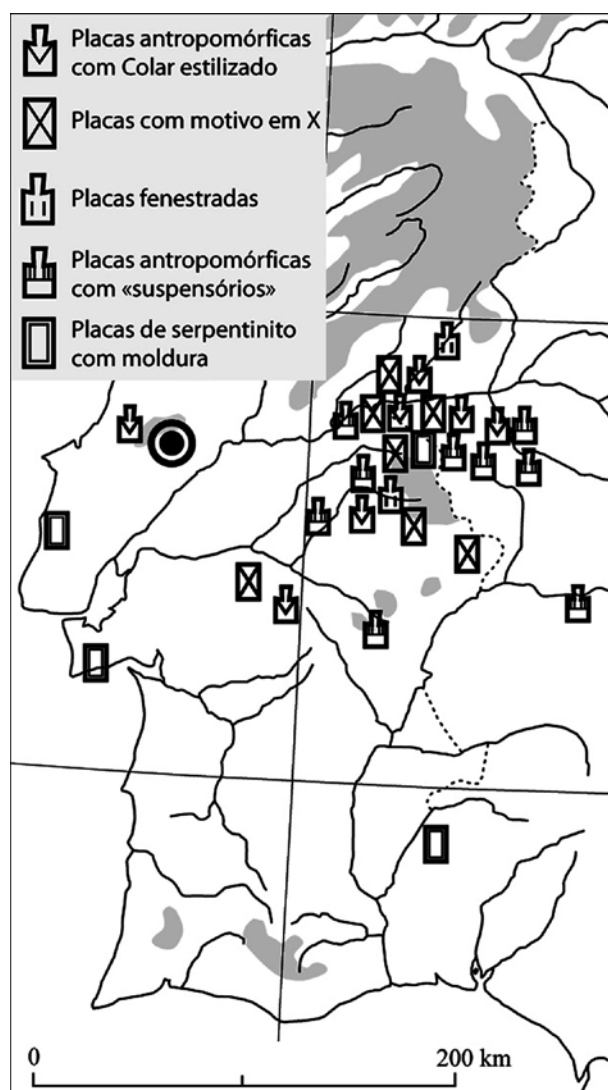 Placas antropomórficas
com Colar estilizado
Placas com motivo em X
Placas fenestradas
Placas antropomórficas
com «suspensórios»
Placas de serpentinito
com moldura
0
200 km